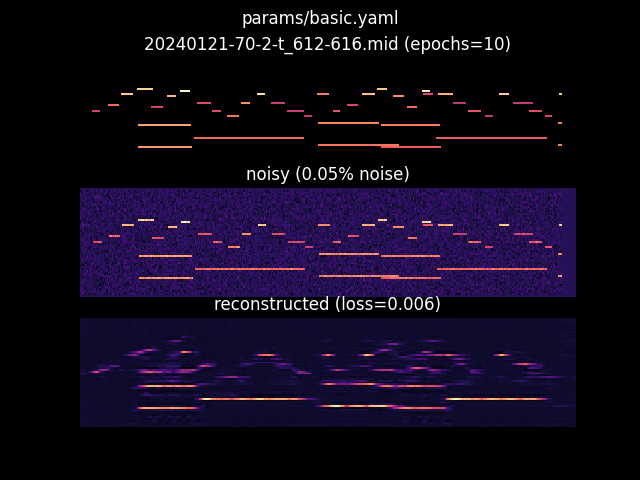 params/basic.yaml
20240121-70-2-t_612-616.mid (epochs=10)
noisy (0.05% noise)
reconstructed (loss=0.006)